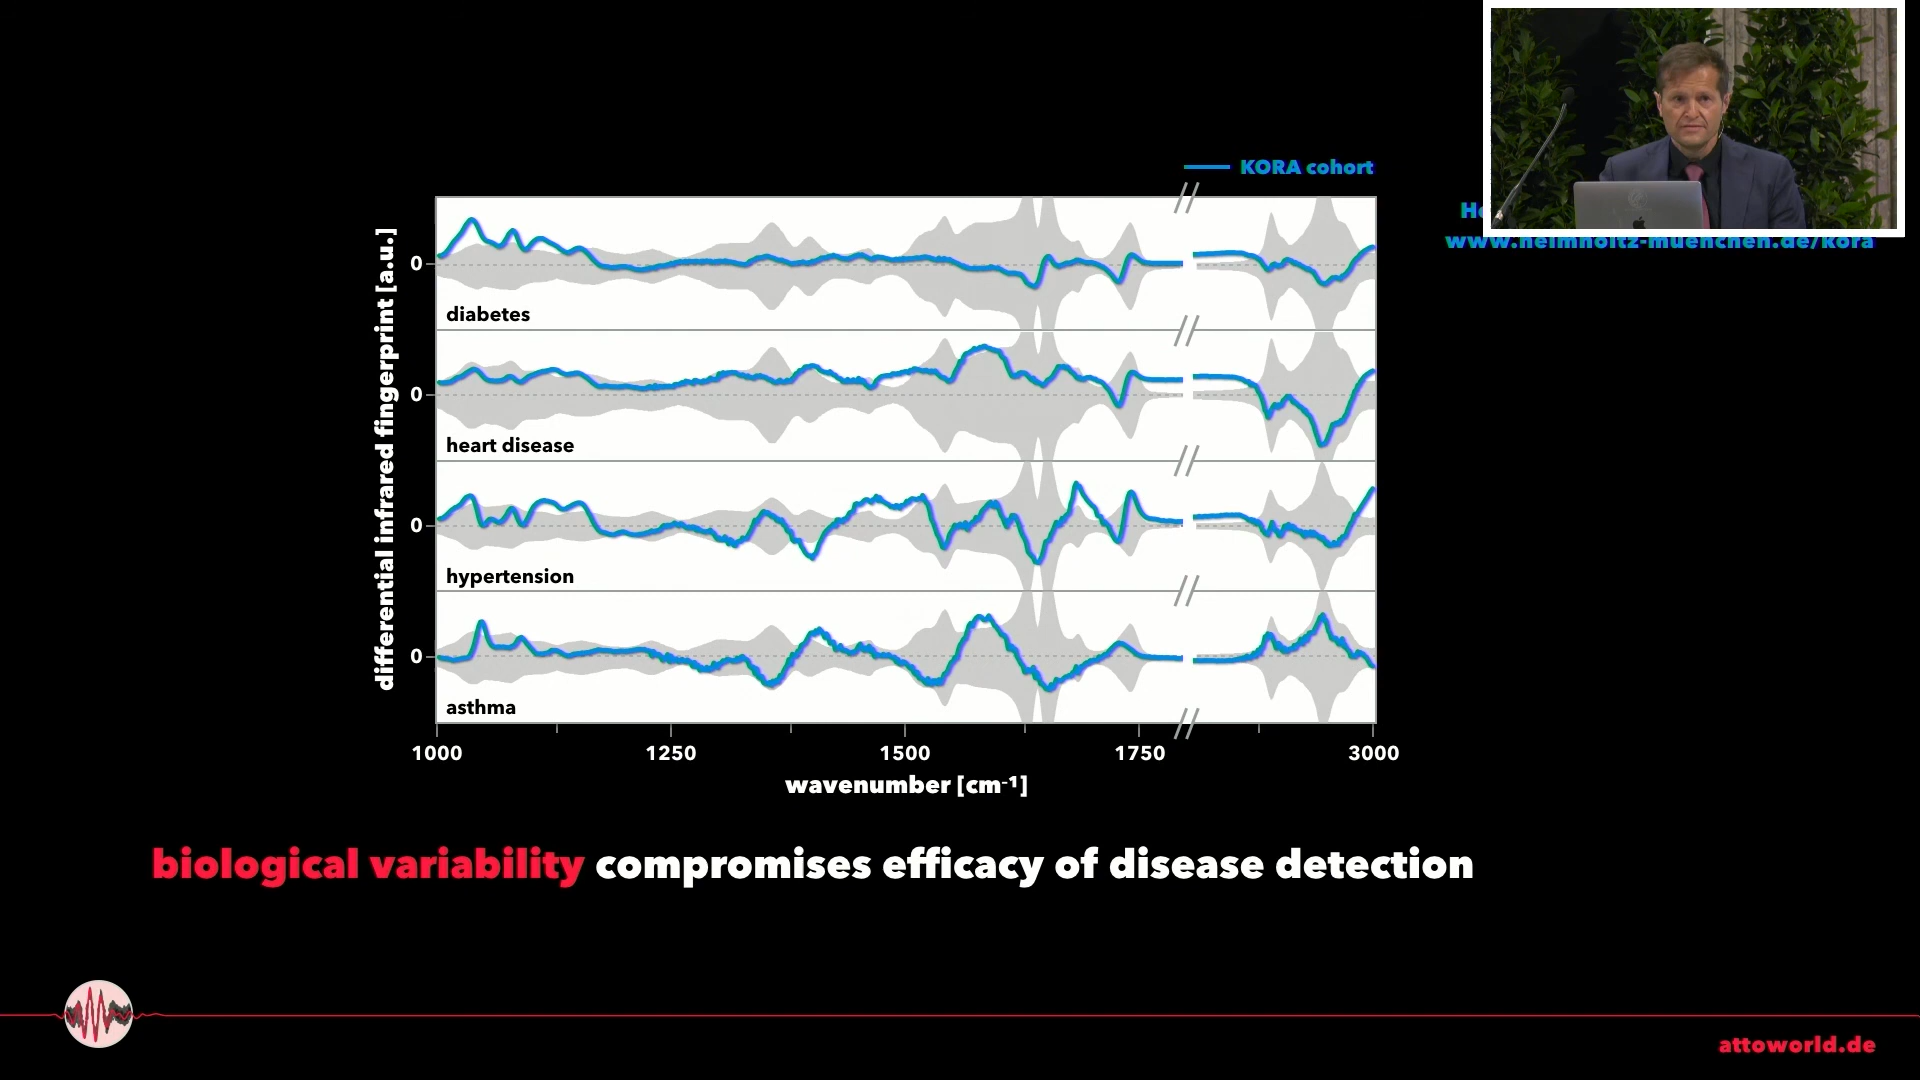 KORA cohort
www.helmholtz-muenchen.de/kora
differential infrared fingerprint [a.u.]
0
diabetes
0
heart disease
0
hypertension
0
asthma
1000 1250 1500 1750 3000
wavenumber [cm⁻¹]
biological variability compromises efficacy of disease detection
attoworld.de